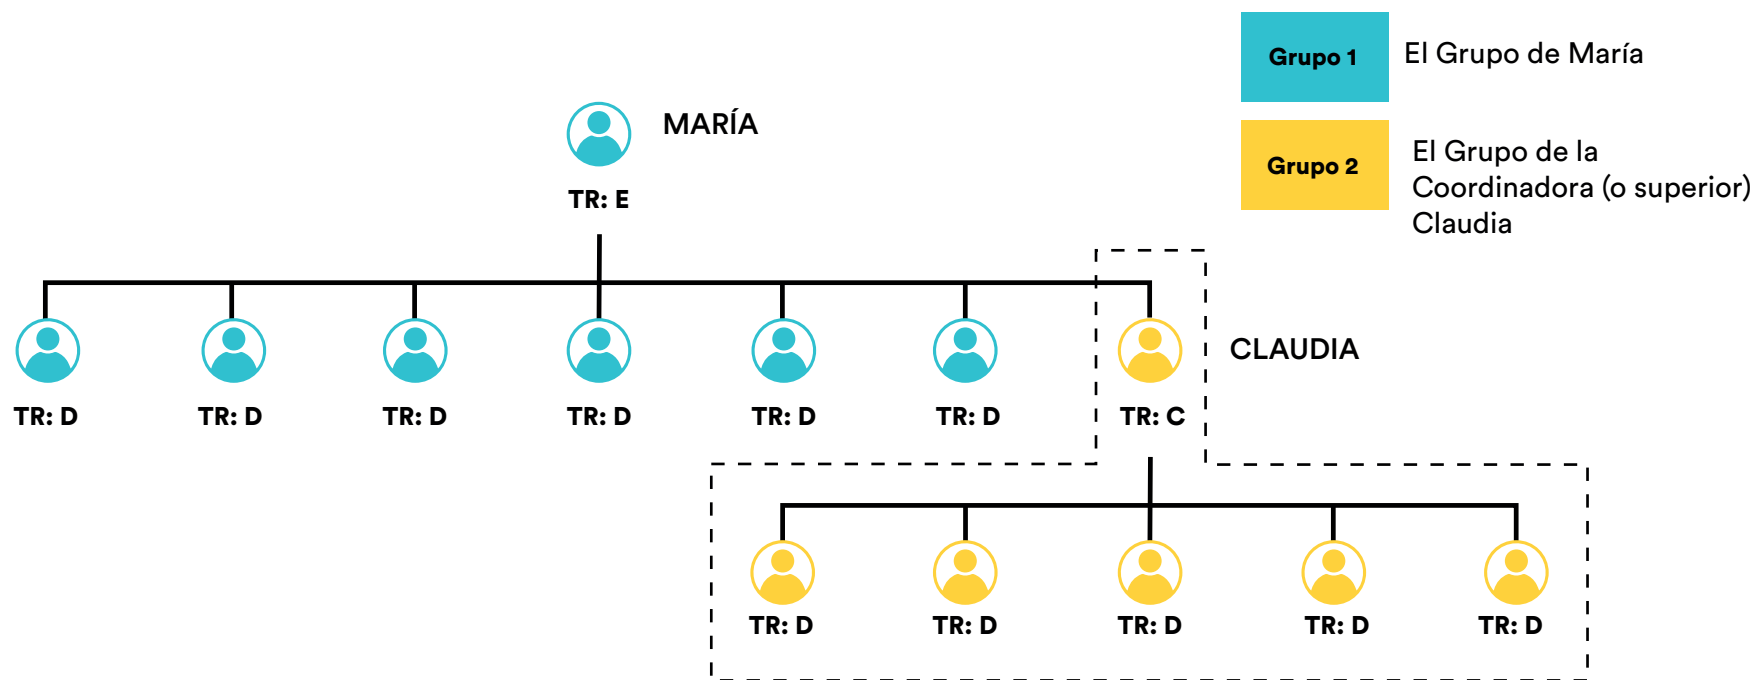 Grupo 1
El Grupo de María
MARÍA
Grupo 2
El Grupo de la
Coordinadora (o superior)
Claudia
TR: E
CLAUDIA
TR: D
TR: D
TR: D
TR: D
TR: D
TR: D
TR: C
TR: D
TR: D
TR: D
TR: D
TR: D